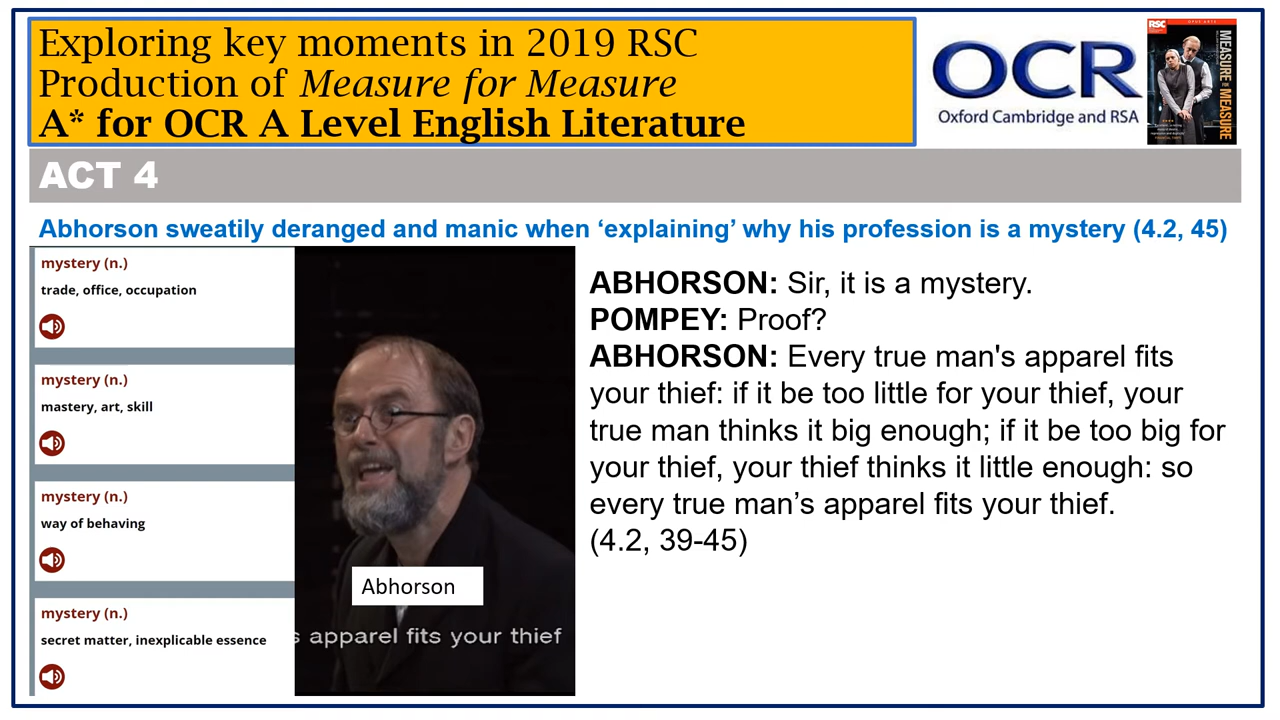 Exploring key moments in 2019 RSC
Production of Measure for Measure
A* for OCR A Level English Literature
OCR
Oxford Cambridge and RSA
RSC
OPUS ARTE
MEASURE FOR MEASURE
ACT 4
Abhorson sweatily deranged and manic when ‘explaining’ why his profession is a mystery (4.2, 45)
mystery (n.)
trade, office, occupation
mystery (n.)
mastery, art, skill
mystery (n.)
way of behaving
mystery (n.)
secret matter, inexplicable essence
Abhorson
s apparel fits your thief
ABHORSON: Sir, it is a mystery.
POMPEY: Proof?
ABHORSON: Every true man's apparel fits
your thief: if it be too little for your thief, your
true man thinks it big enough; if it be too big for
your thief, your thief thinks it little enough: so
every true man’s apparel fits your thief.
(4.2, 39-45)